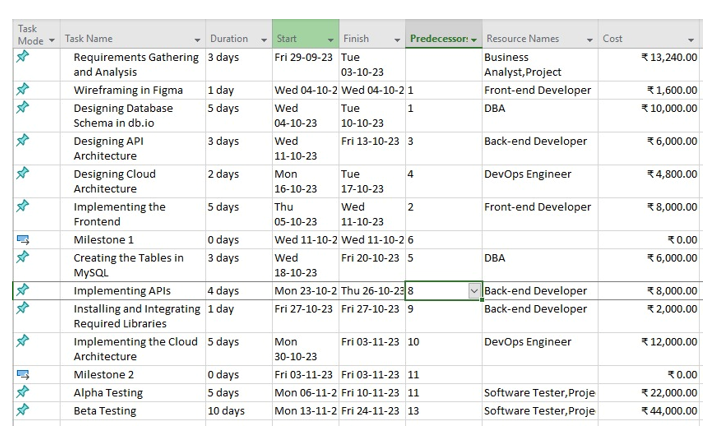 Task
Mode Task Name Duration Start Finish Predecessors Resource Names Cost
Requirements Gathering 3 days Fri 29-09-23 Tue Business ₹ 13,240.00
and Analysis 03-10-23 Analyst,Project
Wireframing in Figma 1 day Wed 04-10-2 Wed 04-10-2 1 Front-end Developer ₹ 1,600.00
Designing Database 5 days Wed Tue 1 DBA ₹ 10,000.00
Schema in db.io 04-10-23 10-10-23
Designing API 3 days Wed Fri 13-10-23 3 Back-end Developer ₹ 6,000.00
Architecture 11-10-23
Designing Cloud 2 days Mon Tue 4 DevOps Engineer ₹ 4,800.00
Architecture 16-10-23 17-10-23
Implementing the 5 days Thu Wed 2 Front-end Developer ₹ 8,000.00
Frontend 05-10-23 11-10-23
Milestone 1 0 days Wed 11-10-2 Wed 11-10-2 6 ₹ 0.00
Creating the Tables in 3 days Wed Fri 20-10-23 5 DBA ₹ 6,000.00
MySQL 18-10-23
Implementing APIs 4 days Mon 23-10-2 Thu 26-10-23 8 Back-end Developer ₹ 8,000.00
Installing and Integrating 1 day Fri 27-10-23 Fri 27-10-23 9 Back-end Developer ₹ 2,000.00
Required Libraries
Implementing the Cloud 5 days Mon Fri 03-11-23 10 DevOps Engineer ₹ 12,000.00
Architecture 30-10-23
Milestone 2 0 days Fri 03-11-23 Fri 03-11-23 11 ₹ 0.00
Alpha Testing 5 days Mon 06-11-2 Fri 10-11-23 11 Software Tester,Proje ₹ 22,000.00
Beta Testing 10 days Mon 13-11-2 Fri 24-11-23 13 Software Tester,Proje ₹ 44,000.00